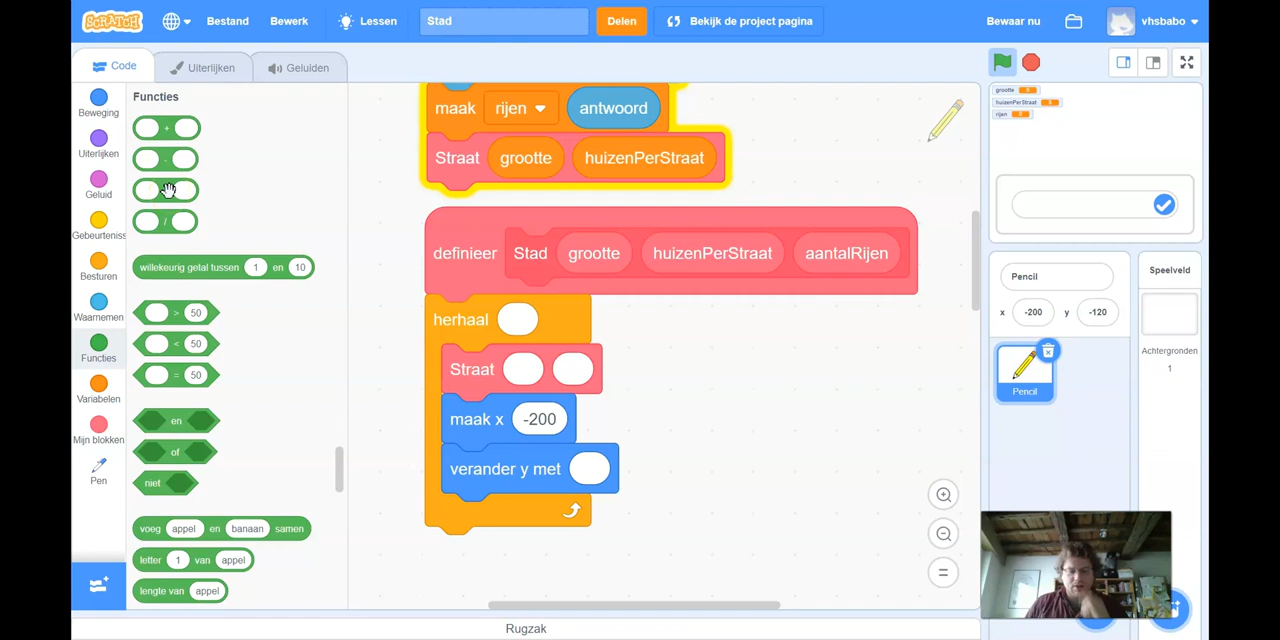 SCRATCH Bestand Bewerk Lessen Stad Delen Bekijk de project pagina Bewaar nu vhsbabo
Code Uiterlijken Geluiden
Functies
Beweging
Uiterlijken
Geluid
Gebeurteniss
Besturen
Waarnemen
Functies
Variabelen
Mijn blokken
Pen
+
-
/
willekeurig getal tussen 1 en 10
> 50
< 50
= 50
en
of
niet
voeg appel en banaan samen
letter 1 van appel
lengte van appel
maak rijen antwoord
Straat grootte huizenPerStraat
definieer Stad grootte huizenPerStraat aantalRijen
herhaal
Straat
maak x -200
verander y met
grootte
huizenPerStraat
rijen
Pencil
x -200 y -120
Pencil
Speelveld
Achtergronden
1
Rugzak